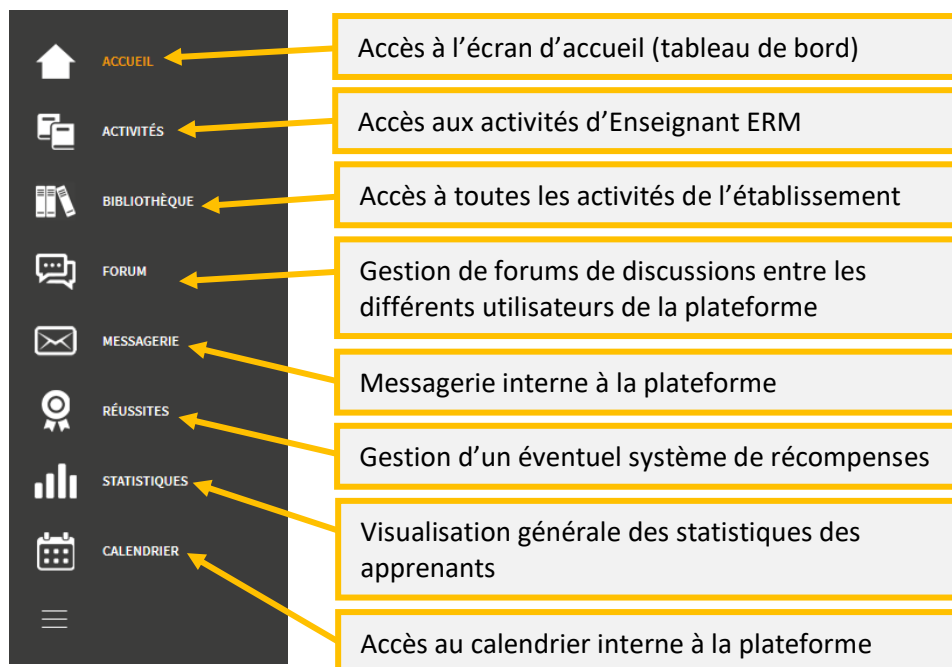 ACCUEIL
Accès à l’écran d’accueil (tableau de bord)
ACTIVITÉS
Accès aux activités d’Enseignant ERM
BIBLIOTHÈQUE
Accès à toutes les activités de l’établissement
FORUM
Gestion de forums de discussions entre les
différents utilisateurs de la plateforme
MESSAGERIE
Messagerie interne à la plateforme
RÉUSSITES
Gestion d’un éventuel système de récompenses
STATISTIQUES
Visualisation générale des statistiques des
apprenants
CALENDRIER
Accès au calendrier interne à la plateforme